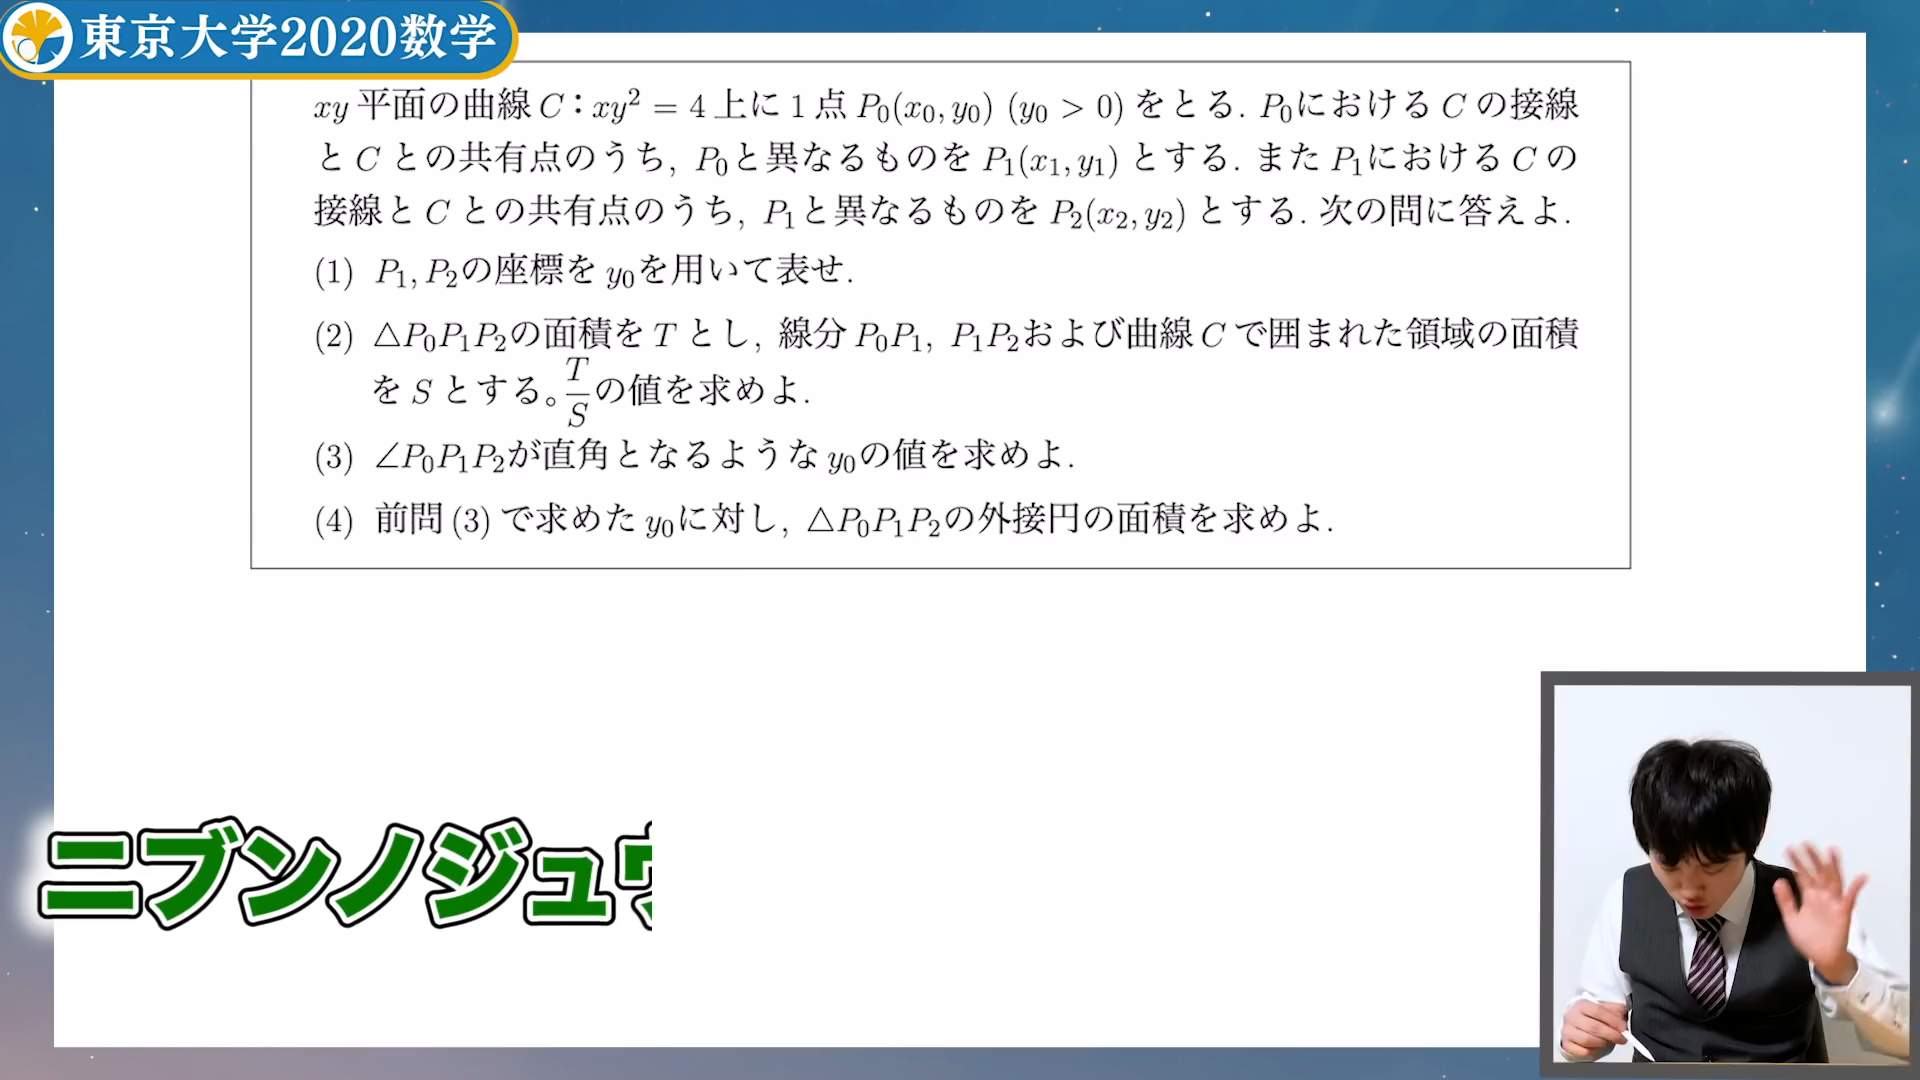 東京大学2020数学
xy 平面の曲線 C：xy² = 4 上に 1 点 P₀(x₀, y₀) (y₀ > 0) をとる. P₀における C の接線
と C との共有点のうち, P₀と異なるものを P₁(x₁, y₁) とする. また P₁における C の
接線と C との共有点のうち, P₁と異なるものを P₂(x₂, y₂) とする. 次の問に答えよ.
(1) P₁, P₂の座標を y₀を用いて表せ.
(2) △P₀P₁P₂の面積を T とし, 線分 P₀P₁, P₁P₂および曲線 C で囲まれた領域の面積
を S とする。T/S の値を求めよ.
(3) ∠P₀P₁P₂が直角となるような y₀の値を求めよ.
(4) 前問 (3) で求めた y₀に対し, △P₀P₁P₂の外接円の面積を求めよ.
ニブンノジュ